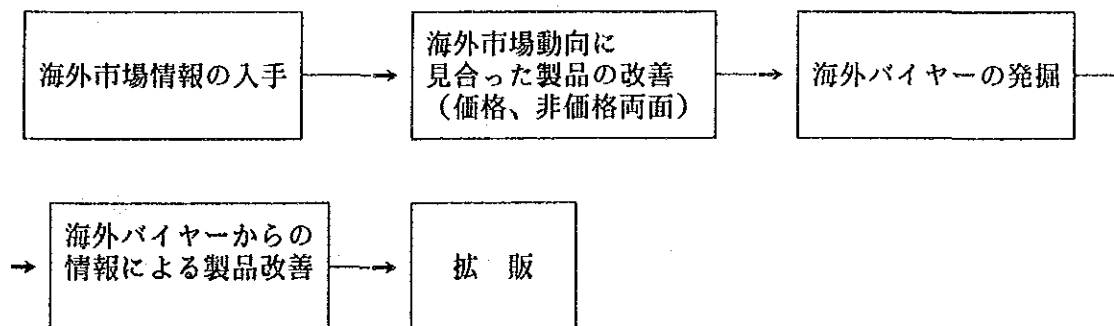 海外市場情報の入手
海外市場動向に
見合った製品の改善
（価格、非価格両面）
海外バイヤーの発掘
海外バイヤーからの
情報による製品改善
拡 販